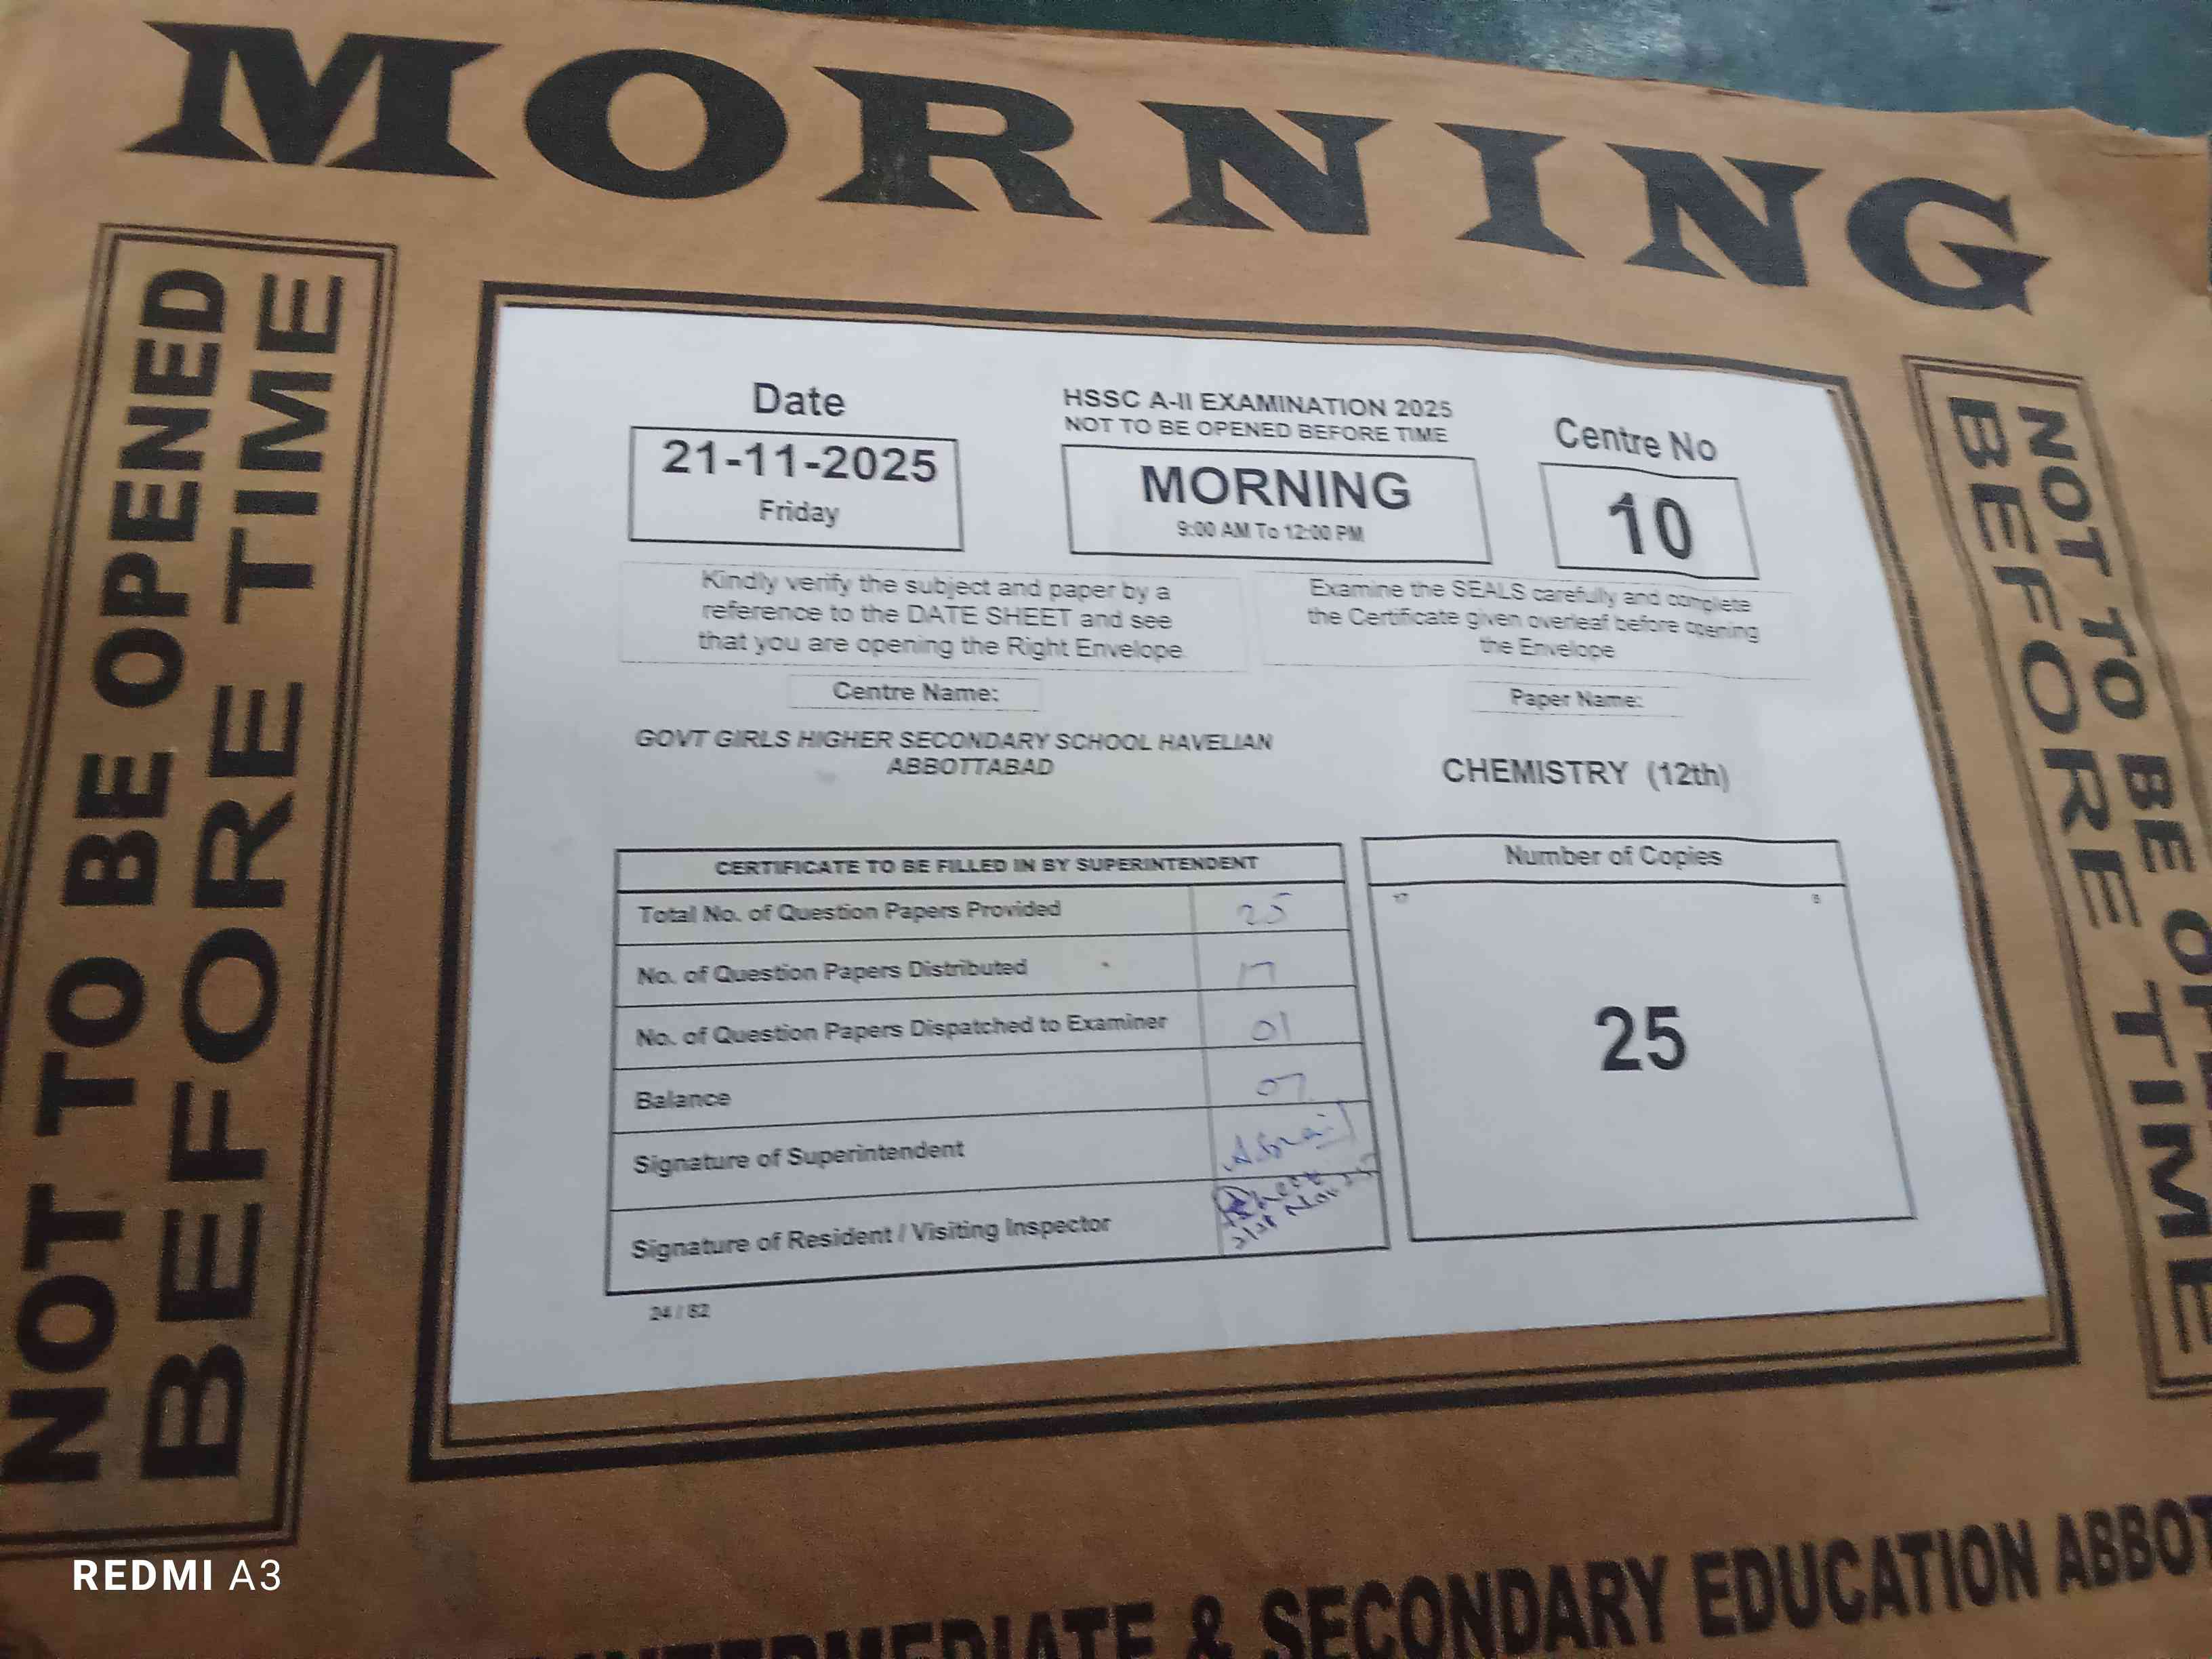 MORNING
NOT TO BE OPENED
BEFORE TIME
Date
21-11-2025
Friday
HSSC A-II EXAMINATION 2025
NOT TO BE OPENED BEFORE TIME
MORNING
9:00 AM To 12:00 PM
Centre No
10
Kindly verify the subject and paper by a
reference to the DATE SHEET and see
that you are opening the Right Envelope.
Examine the SEALS carefully and complete
the Certificate given overleaf before opening
the Envelope
Centre Name:
GOVT GIRLS HIGHER SECONDARY SCHOOL HAVELIAN
ABBOTTABAD
Paper Name:
CHEMISTRY (12th)
CERTIFICATE TO BE FILLED IN BY SUPERINTENDENT
Total No. of Question Papers Provided 25
No. of Question Papers Distributed 17
No. of Question Papers Dispatched to Examiner 01
Balance 07
Signature of Superintendent
Signature of Resident / Visiting Inspector
24 / 82
Number of Copies
17 8
25
NOT TO BE OPE
BEFORE TIME
INTERMEDIATE & SECONDARY EDUCATION ABBOT
REDMI A3